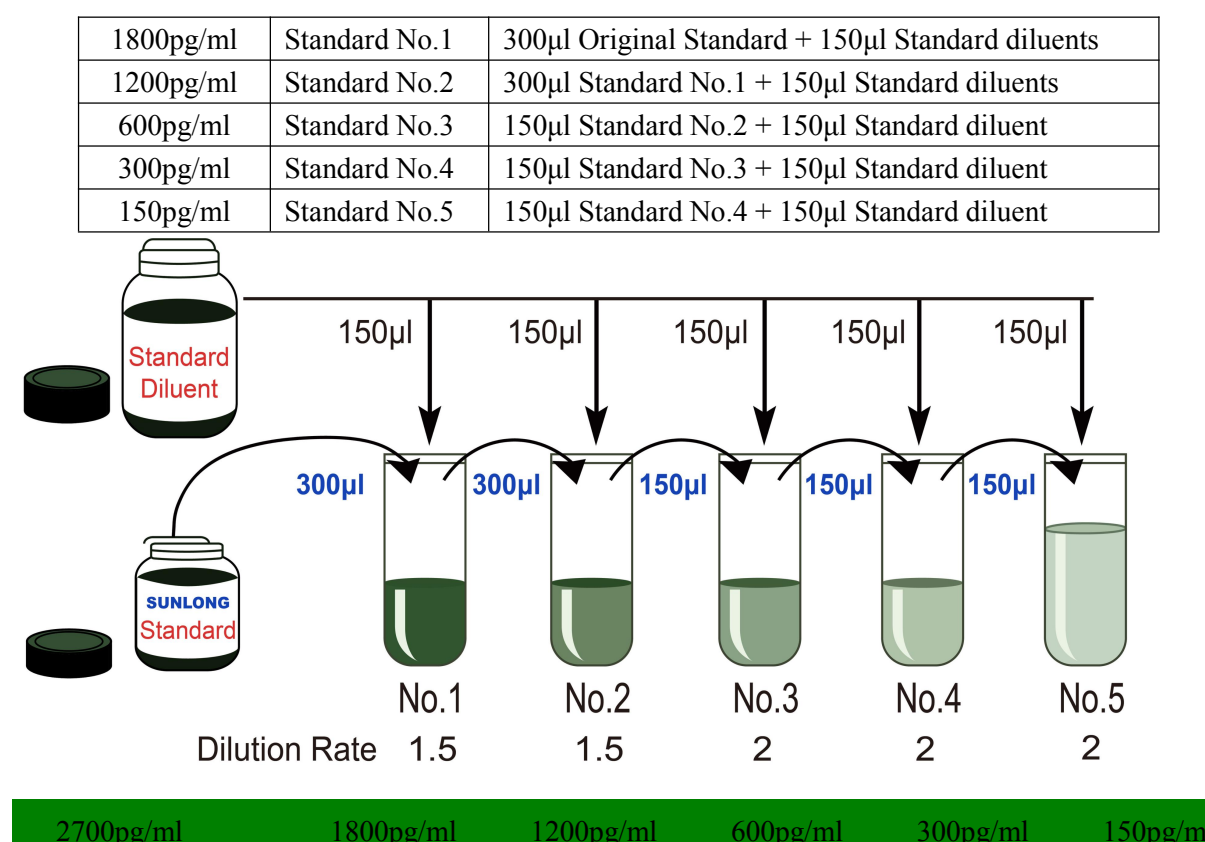 1800pg/ml Standard No.1 300μl Original Standard + 150μl Standard diluents
1200pg/ml Standard No.2 300μl Standard No.1 + 150μl Standard diluents
600pg/ml Standard No.3 150μl Standard No.2 + 150μl Standard diluent
300pg/ml Standard No.4 150μl Standard No.3 + 150μl Standard diluent
150pg/ml Standard No.5 150μl Standard No.4 + 150μl Standard diluent
Standard
Diluent
150μl 150μl 150μl 150μl 150μl
300μl 300μl 150μl 150μl 150μl
SUNLONG
Standard
No.1 No.2 No.3 No.4 No.5
Dilution Rate 1.5 1.5 2 2 2
2700pg/ml 1800pg/ml 1200pg/ml 600pg/ml 300pg/ml 150pg/m